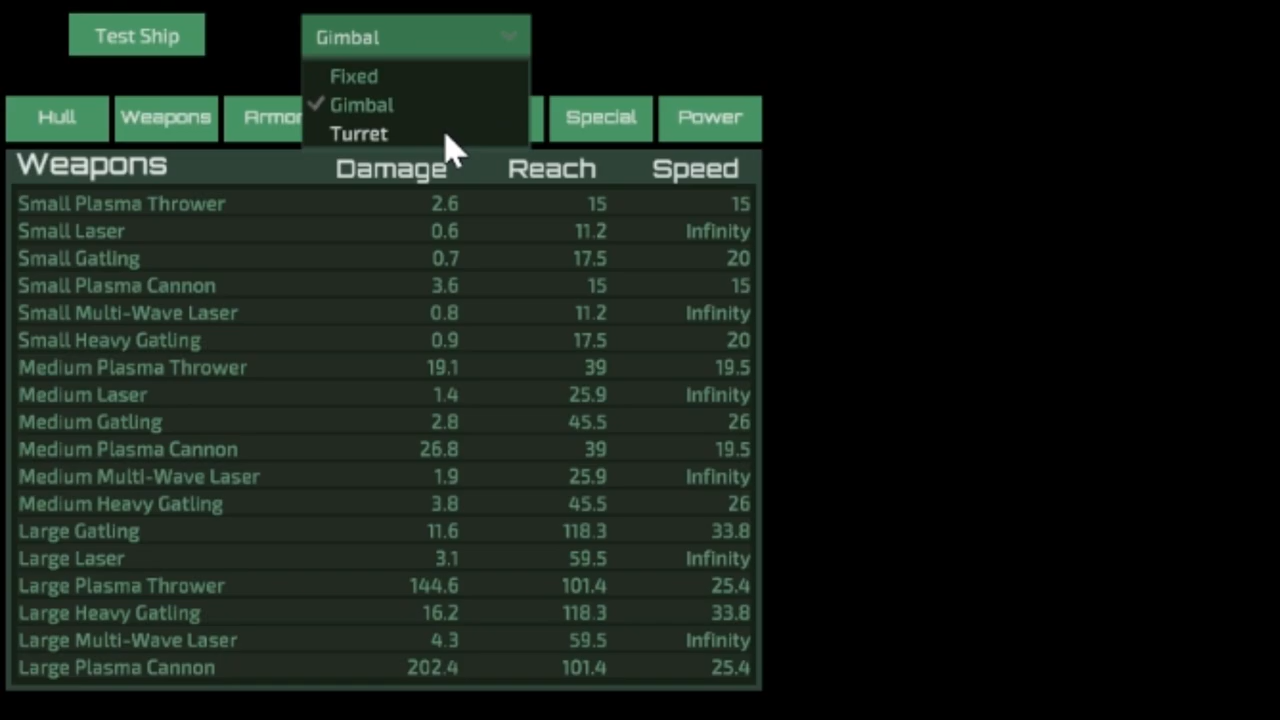 Test Ship Gimbal
Fixed
Gimbal
Turret
Hull Weapons Armor Special Power
Weapons Damage Reach Speed
Small Plasma Thrower 2.6 15 15
Small Laser 0.6 11.2 Infinity
Small Gatling 0.7 17.5 20
Small Plasma Cannon 3.6 15 15
Small Multi-Wave Laser 0.8 11.2 Infinity
Small Heavy Gatling 0.9 17.5 20
Medium Plasma Thrower 19.1 39 19.5
Medium Laser 1.4 25.9 Infinity
Medium Gatling 2.8 45.5 26
Medium Plasma Cannon 26.8 39 19.5
Medium Multi-Wave Laser 1.9 25.9 Infinity
Medium Heavy Gatling 3.8 45.5 26
Large Gatling 11.6 118.3 33.8
Large Laser 3.1 59.5 Infinity
Large Plasma Thrower 144.6 101.4 25.4
Large Heavy Gatling 16.2 118.3 33.8
Large Multi-Wave Laser 4.3 59.5 Infinity
Large Plasma Cannon 202.4 101.4 25.4